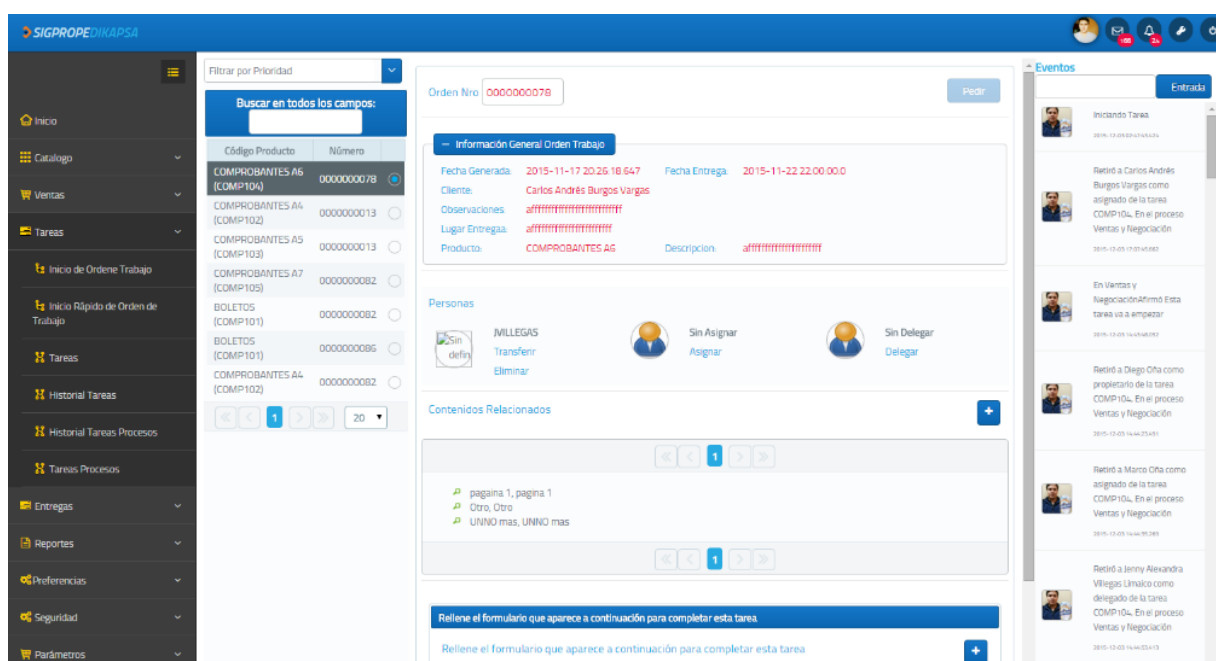 SIGPROPEDIKAPSA
168
34
Inicio
Catalogo
Ventas
Tareas
Inicio de Ordene Trabajo
Inicio Rápido de Orden de
Trabajo
Tareas
Historial Tareas
Historial Tareas Procesos
Tareas Procesos
Entregas
Reportes
Preferencias
Seguridad
Parámetros
Filtrar por Prioridad
Buscar en todos los campos:
Código Producto Número
COMPROBANTES A6
(COMP104) 0000000078
COMPROBANTES A4
(COMP102) 0000000013
COMPROBANTES A5
(COMP103) 0000000013
COMPROBANTES A7
(COMP105) 0000000082
BOLETOS
(COMP101) 0000000082
BOLETOS
(COMP101) 0000000086
COMPROBANTES A4
(COMP102) 0000000082
1 20
Orden Nro 0000000078 Pedir
Información General Orden Trabajo
Fecha Generada: 2015-11-17 20:26:18.647 Fecha Entrega: 2015-11-22 22:00:00.0
Cliente: Carlos Andrés Burgos Vargas
Observaciones:
Lugar Entregaa:
Producto: COMPROBANTES A6 Descripcion:
Personas
Sin
defin
JVILLEGAS
Transferir
Eliminar
Sin Asignar
Asignar
Sin Delegar
Delegar
Contenidos Relacionados
1
pagaina 1, pagina 1
Otro, Otro
UNNO mas, UNNO mas
1
Rellene el formulario que aparece a continuación para completar esta tarea
Rellene el formulario que aparece a continuación para completar esta tarea
Eventos
Entrada
Iniciando Tarea
Retiró a Carlos Andrés
Burgos Vargas como
asignado de la tarea
COMP104, En el proceso
Ventas y Negociación
En Ventas y
NegociaciónAfirmó Esta
tarea va a empezar
Retiró a Diego Oña como
propietario de la tarea
COMP104, En el proceso
Ventas y Negociación
Retiró a Marco Oña como
asignado de la tarea
COMP104, En el proceso
Ventas y Negociación
Retiró a Jenny Alexandra
Villegas Limaico como
delegado de la tarea
COMP104, En el proceso
Ventas y Negociación